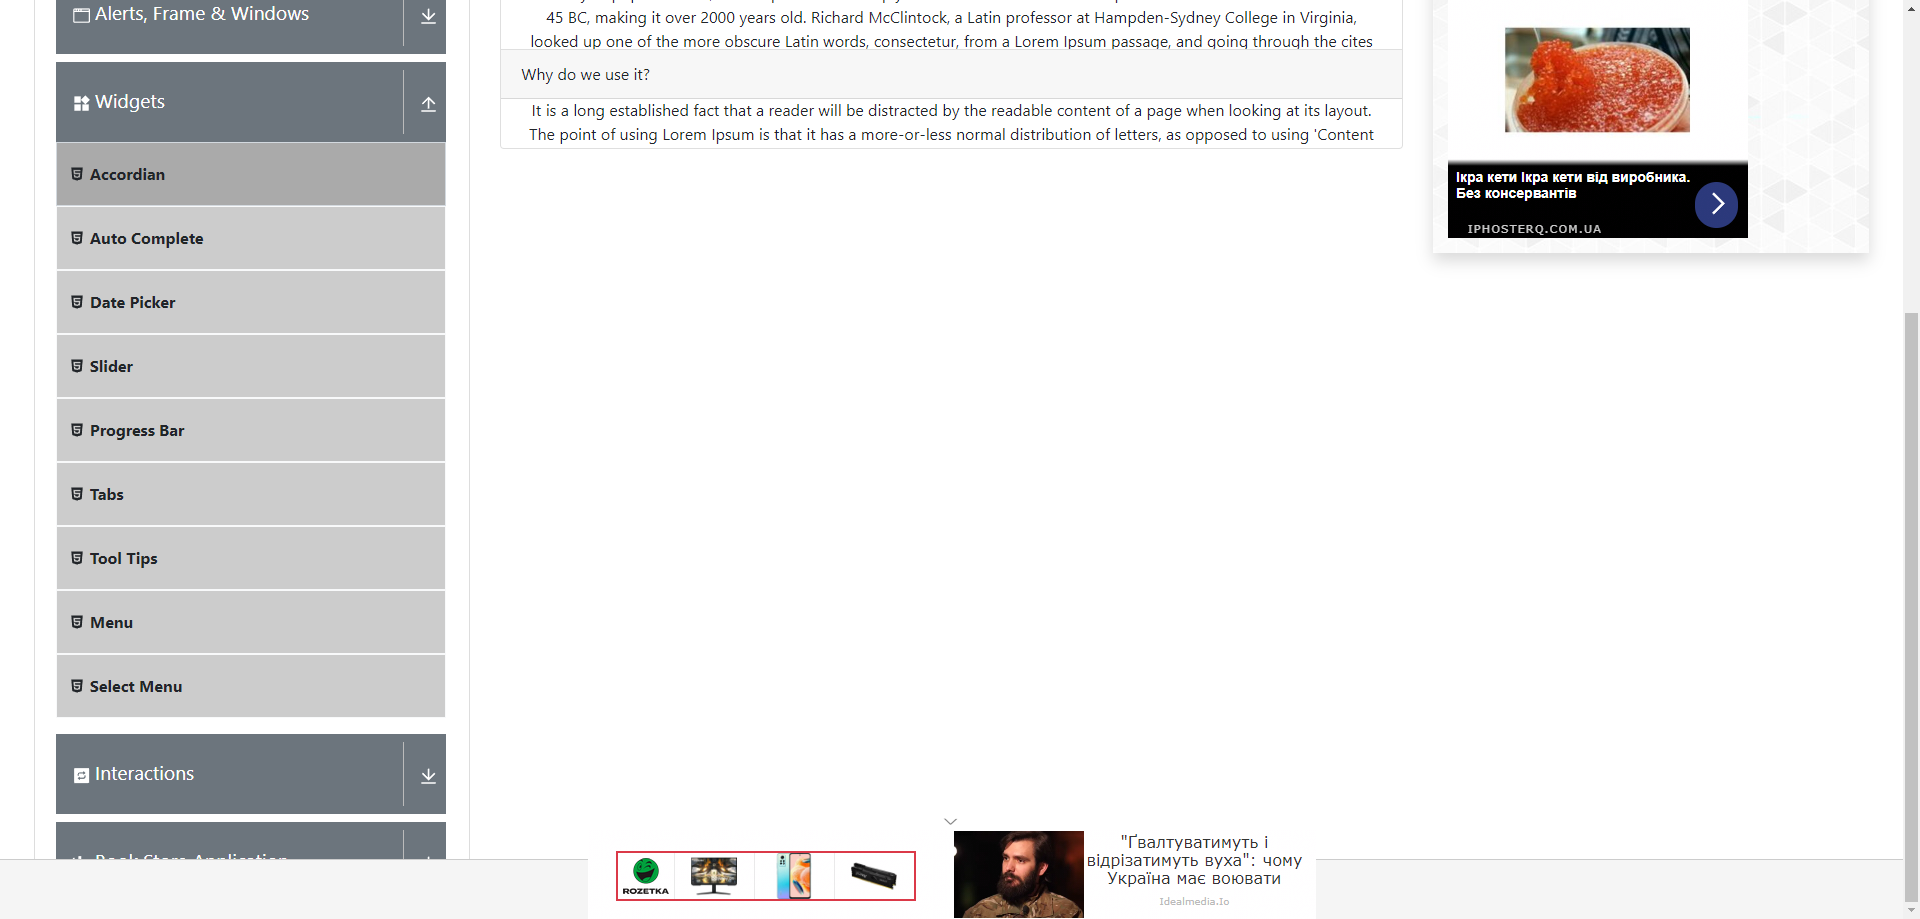 Alerts, Frame & Windows
Widgets
Accordian
Auto Complete
Date Picker
Slider
Progress Bar
Tabs
Tool Tips
Menu
Select Menu
Interactions
Book Store Application
45 BC, making it over 2000 years old. Richard McClintock, a Latin professor at Hampden-Sydney College in Virginia,
looked up one of the more obscure Latin words, consectetur, from a Lorem Ipsum passage, and going through the cites
Why do we use it?
It is a long established fact that a reader will be distracted by the readable content of a page when looking at its layout.
The point of using Lorem Ipsum is that it has a more-or-less normal distribution of letters, as opposed to using 'Content
Ікра кети Ікра кети від виробника.
Без консервантів
IPHOSTERQ.COM.UA
ROZETKA
"Ґвалтуватимуть і
відрізатимуть вуха": чому
Україна має воювати
Idealmedia.Io